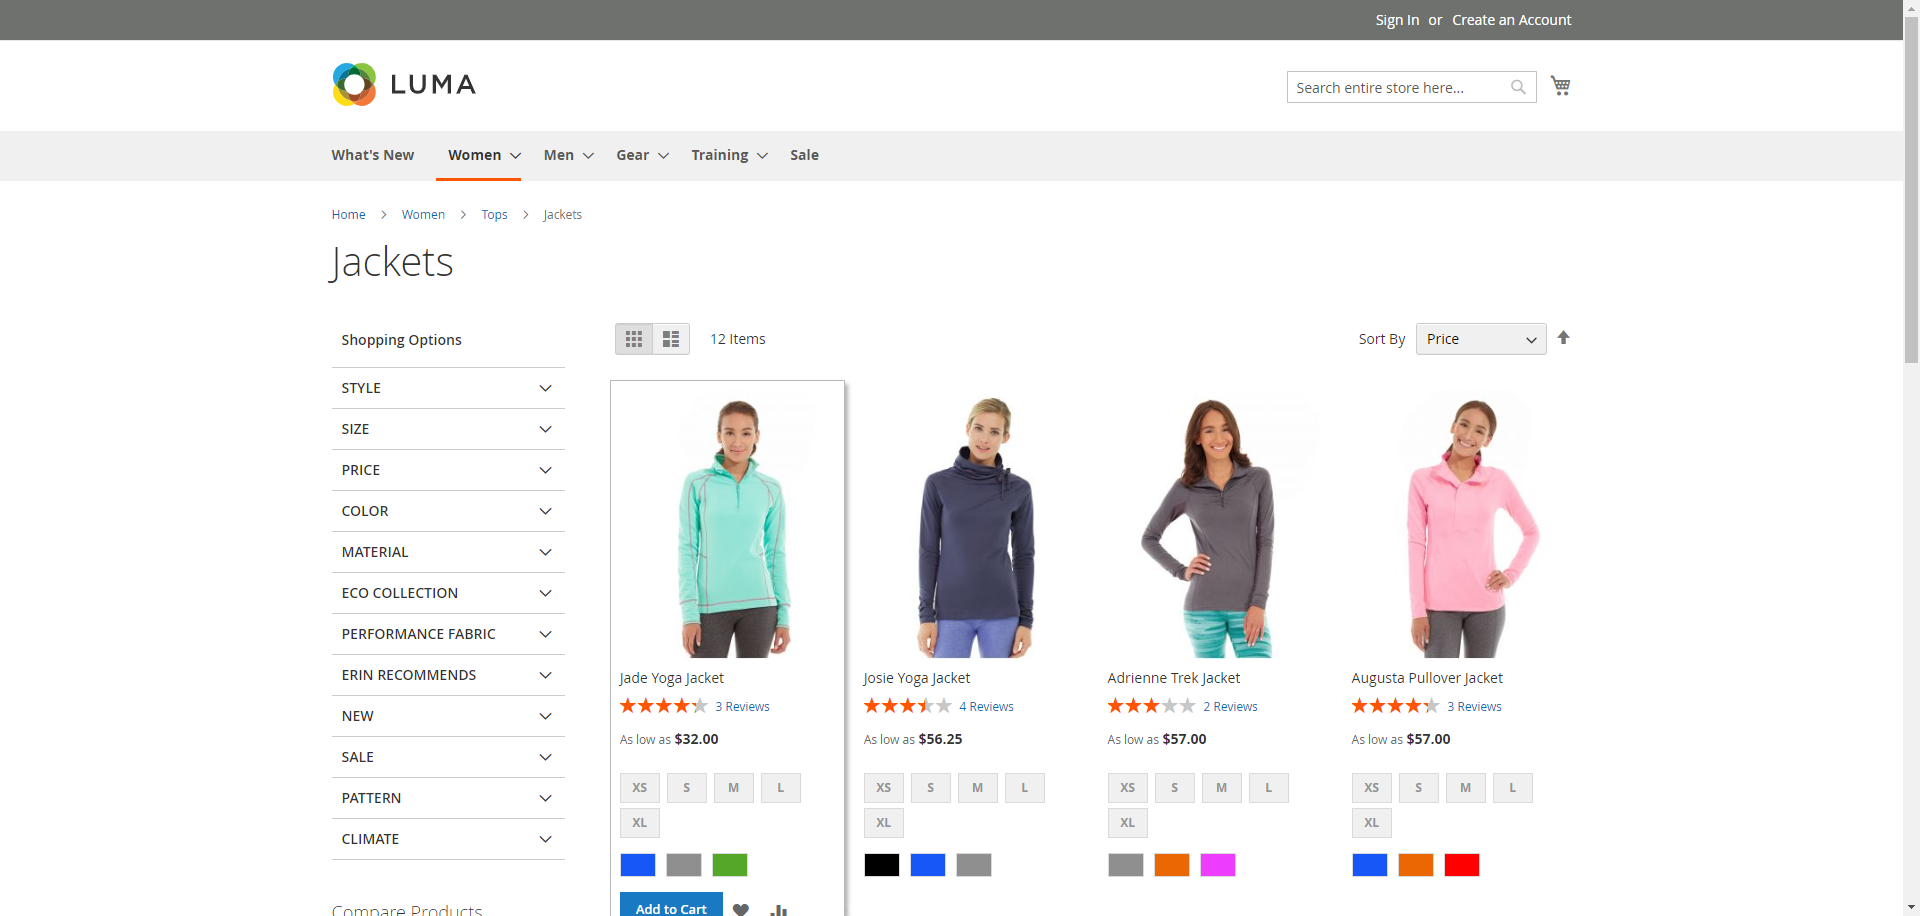 Sign In or Create an Account
LUMA
Search entire store here...
What's New Women Men Gear Training Sale
Home Women Tops Jackets
Jackets
Shopping Options
12 Items
Sort By Price
STYLE
SIZE
PRICE
COLOR
MATERIAL
ECO COLLECTION
PERFORMANCE FABRIC
ERIN RECOMMENDS
NEW
SALE
PATTERN
CLIMATE
Compare Products
Jade Yoga Jacket
3 Reviews
As low as $32.00
XS S M L
XL
Add to Cart
Josie Yoga Jacket
4 Reviews
As low as $56.25
XS S M L
XL
Adrienne Trek Jacket
2 Reviews
As low as $57.00
XS S M L
XL
Augusta Pullover Jacket
3 Reviews
As low as $57.00
XS S M L
XL